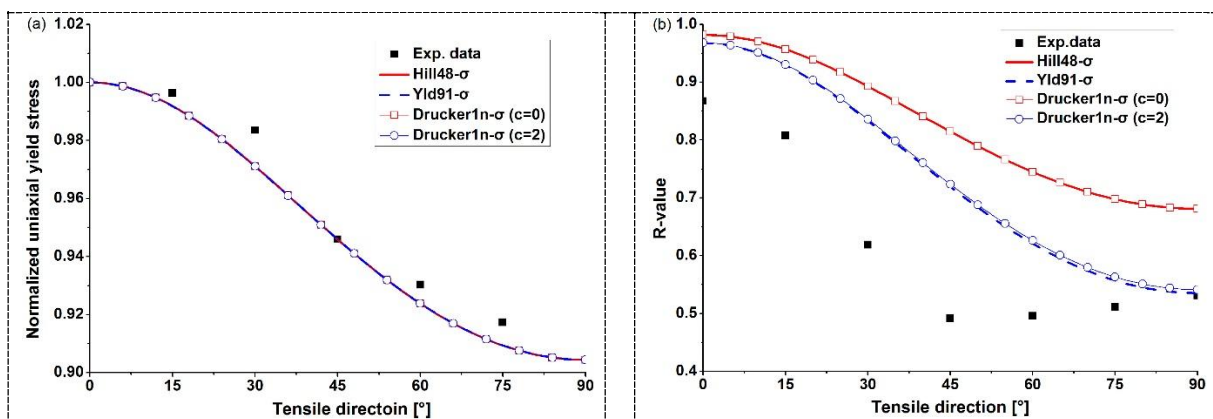 (a)
1.02
1.00
0.98
0.96
0.94
0.92
0.90
Normalized uniaxial yield stress
Exp. data
Hill48-σ
Yld91-σ
Drucker1n-σ (c=0)
Drucker1n-σ (c=2)
0 15 30 45 60 75 90
Tensile directoin [°]
(b)
1.0
0.9
0.8
0.7
0.6
0.5
0.4
R-value
Exp.data
Hill48-σ
Yld91-σ
Drucker1n-σ (c=0)
Drucker1n-σ (c=2)
0 15 30 45 60 75 90
Tensile direction [°]